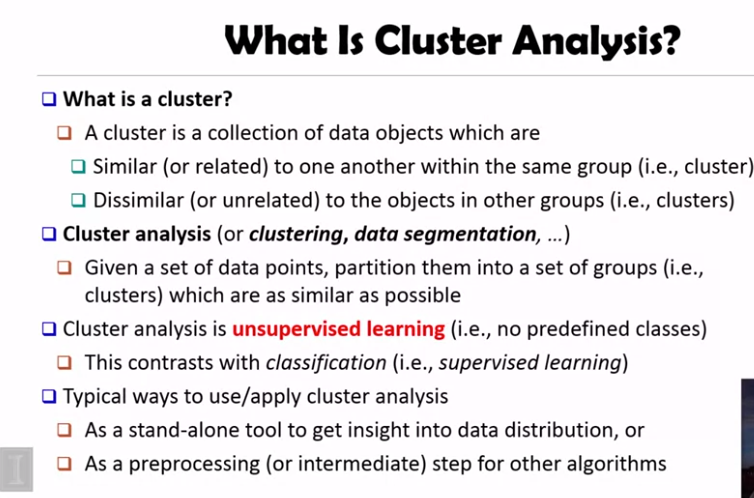 What Is Cluster Analysis?
What is a cluster?
A cluster is a collection of data objects which are
Similar (or related) to one another within the same group (i.e., cluster)
Dissimilar (or unrelated) to the objects in other groups (i.e., clusters)
Cluster analysis (or clustering, data segmentation, ...)
Given a set of data points, partition them into a set of groups (i.e.,
clusters) which are as similar as possible
Cluster analysis is unsupervised learning (i.e., no predefined classes)
This contrasts with classification (i.e., supervised learning)
Typical ways to use/apply cluster analysis
As a stand-alone tool to get insight into data distribution, or
As a preprocessing (or intermediate) step for other algorithms